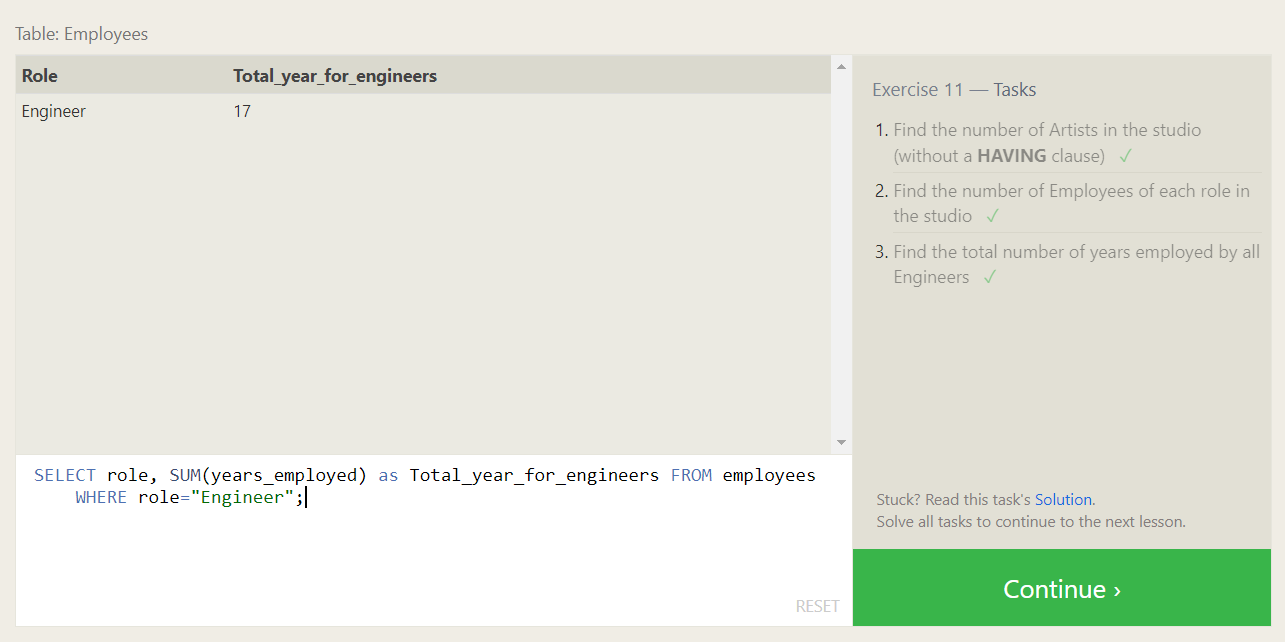 Table: Employees
Role Total_year_for_engineers
Engineer 17
SELECT role, SUM(years_employed) as Total_year_for_engineers FROM employees
WHERE role="Engineer";
RESET
Exercise 11 — Tasks
1. Find the number of Artists in the studio
(without a HAVING clause) ✓
2. Find the number of Employees of each role in
the studio ✓
3. Find the total number of years employed by all
Engineers ✓
Stuck? Read this task's Solution.
Solve all tasks to continue to the next lesson.
Continue ›